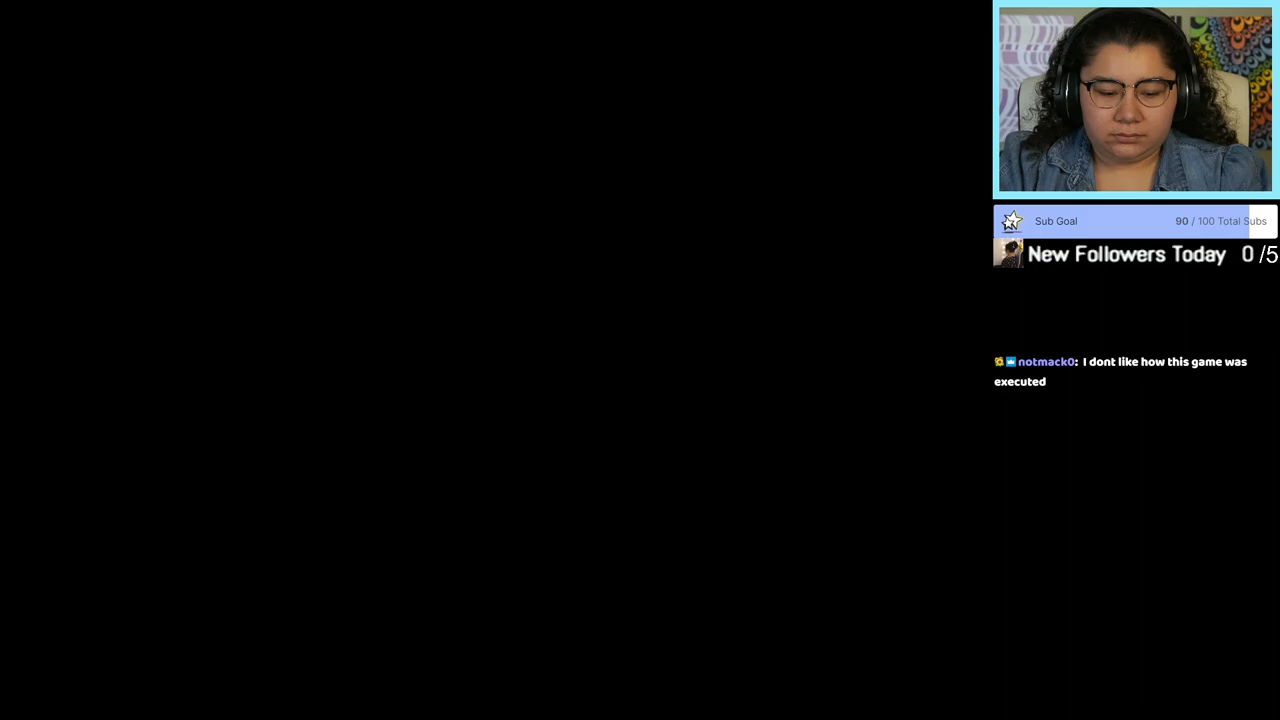 Sub Goal 90 / 100 Total Subs
New Followers Today 0 /5
notmack0: I dont like how this game was
executed